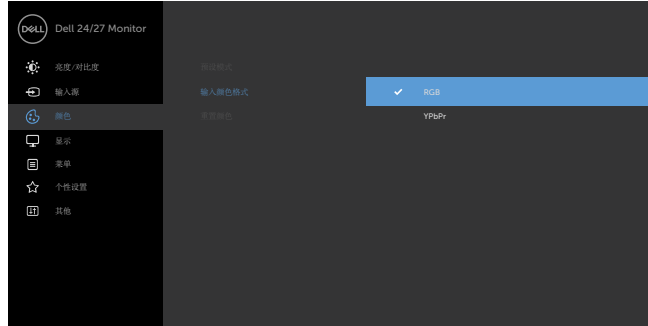 DELL
Dell 24/27 Monitor
亮度/对比度
预设模式
输入源
输入颜色格式
✓ RGB
颜色
重置颜色
YPbPr
显示
菜单
个性设置
其他